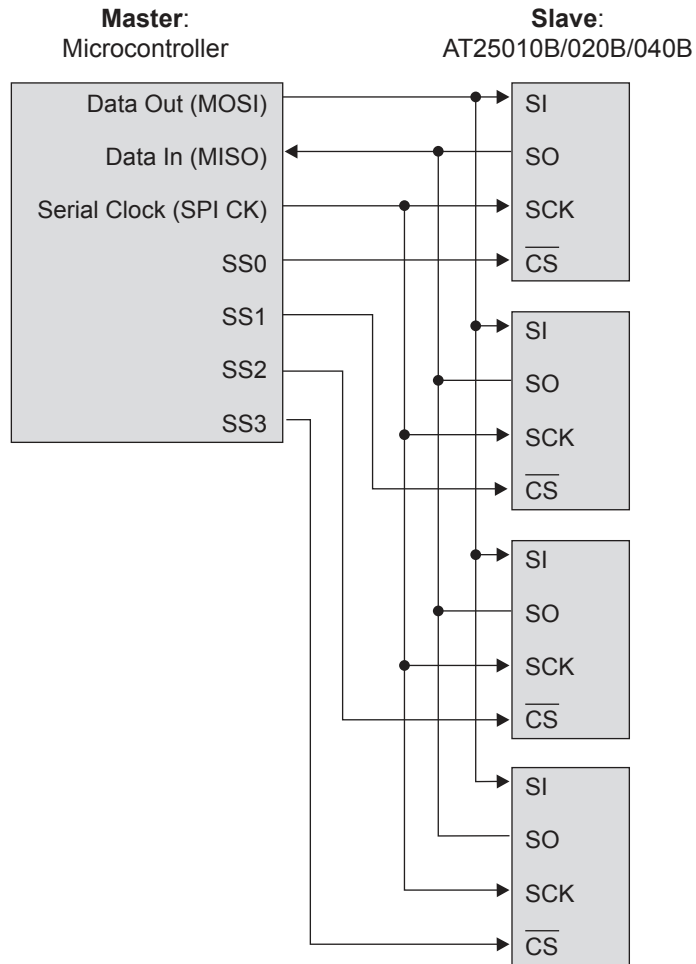 Master:
Microcontroller
Slave:
AT25010B/020B/040B
Data Out (MOSI)
Data In (MISO)
Serial Clock (SPI CK)
SS0
SS1
SS2
SS3
SI
SO
SCK
CS
SI
SO
SCK
CS
SI
SO
SCK
CS
SI
SO
SCK
CS